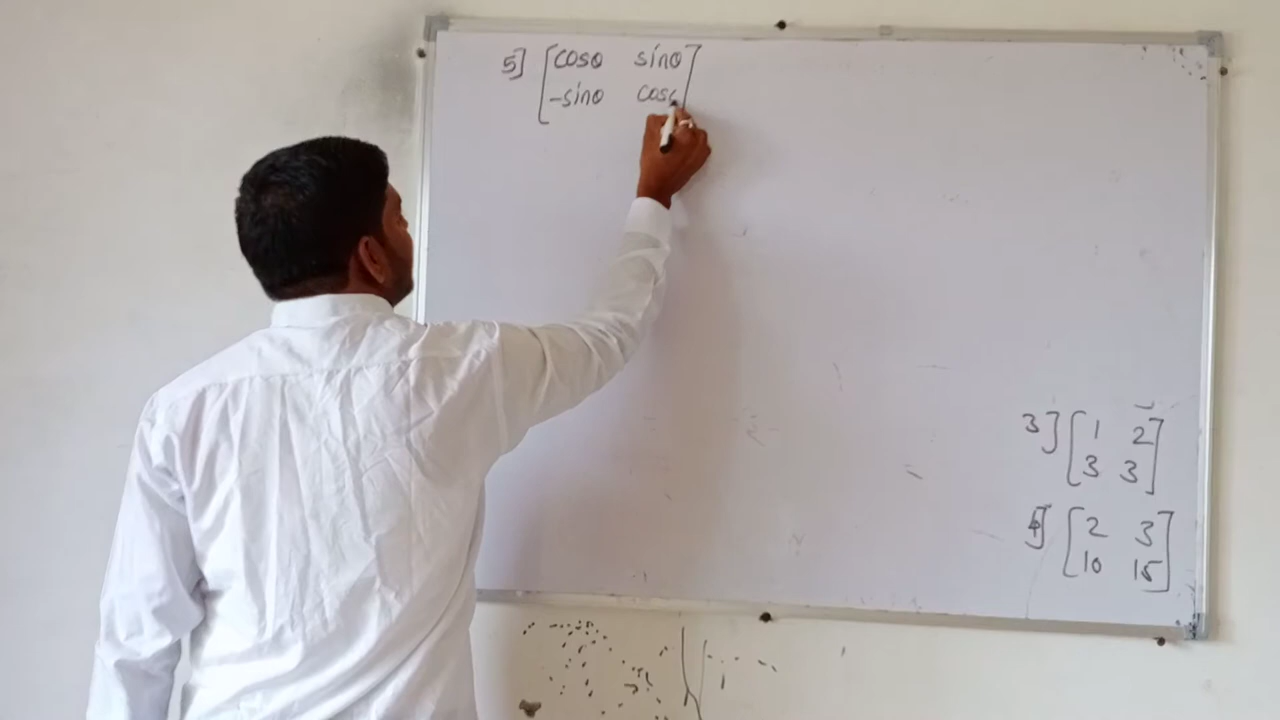 5] [cosθ sinθ]
[-sinθ cosθ]
3] [1 2]
[3 3]
4] [2 3]
[10 15]